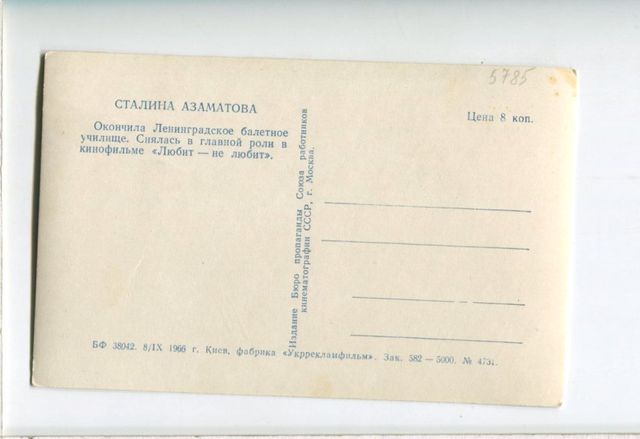 5785
СТАЛИНА АЗАМАТОВА
Цена 8 коп.
Окончила Ленинградское балетное
училище. Снялась в главной роли в
кинофильме «Любит — не любит».
Издание Бюро пропаганды Союза работников
кинематографии СССР, г. Москва.
БФ 38042. 8/IX 1966 г. Киев, фабрика «Укррекламфильм». Зак. 582 — 5000. № 4731.